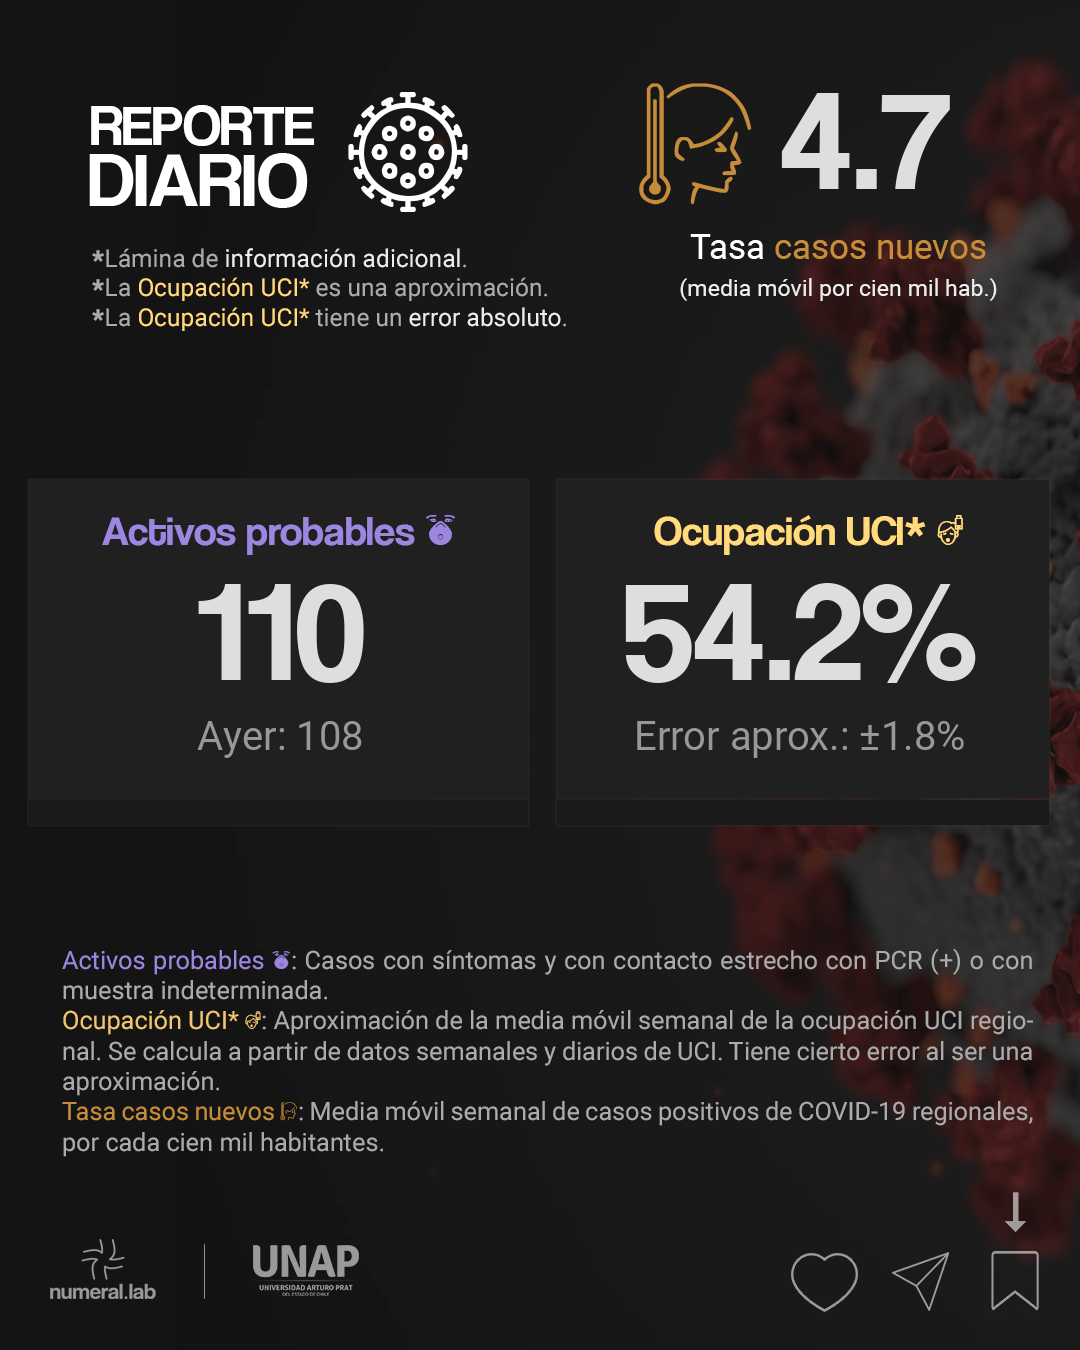 REPORTE
DIARIO
*Lámina de información adicional.
*La Ocupación UCI* es una aproximación.
*La Ocupación UCI* tiene un error absoluto.
4.7
Tasa casos nuevos
(media móvil por cien mil hab.)
Activos probables
110
Ayer: 108
Ocupación UCI*
54.2%
Error aprox.: ±1.8%
Activos probables : Casos con síntomas y con contacto estrecho con PCR (+) o con
muestra indeterminada.
Ocupación UCI* : Aproximación de la media móvil semanal de la ocupación UCI regio-
nal. Se calcula a partir de datos semanales y diarios de UCI. Tiene cierto error al ser una
aproximación.
Tasa casos nuevos : Media móvil semanal de casos positivos de COVID-19 regionales,
por cada cien mil habitantes.
numeral.lab
UNAP
UNIVERSIDAD ARTURO PRAT
DEL ESTADO DE CHILE